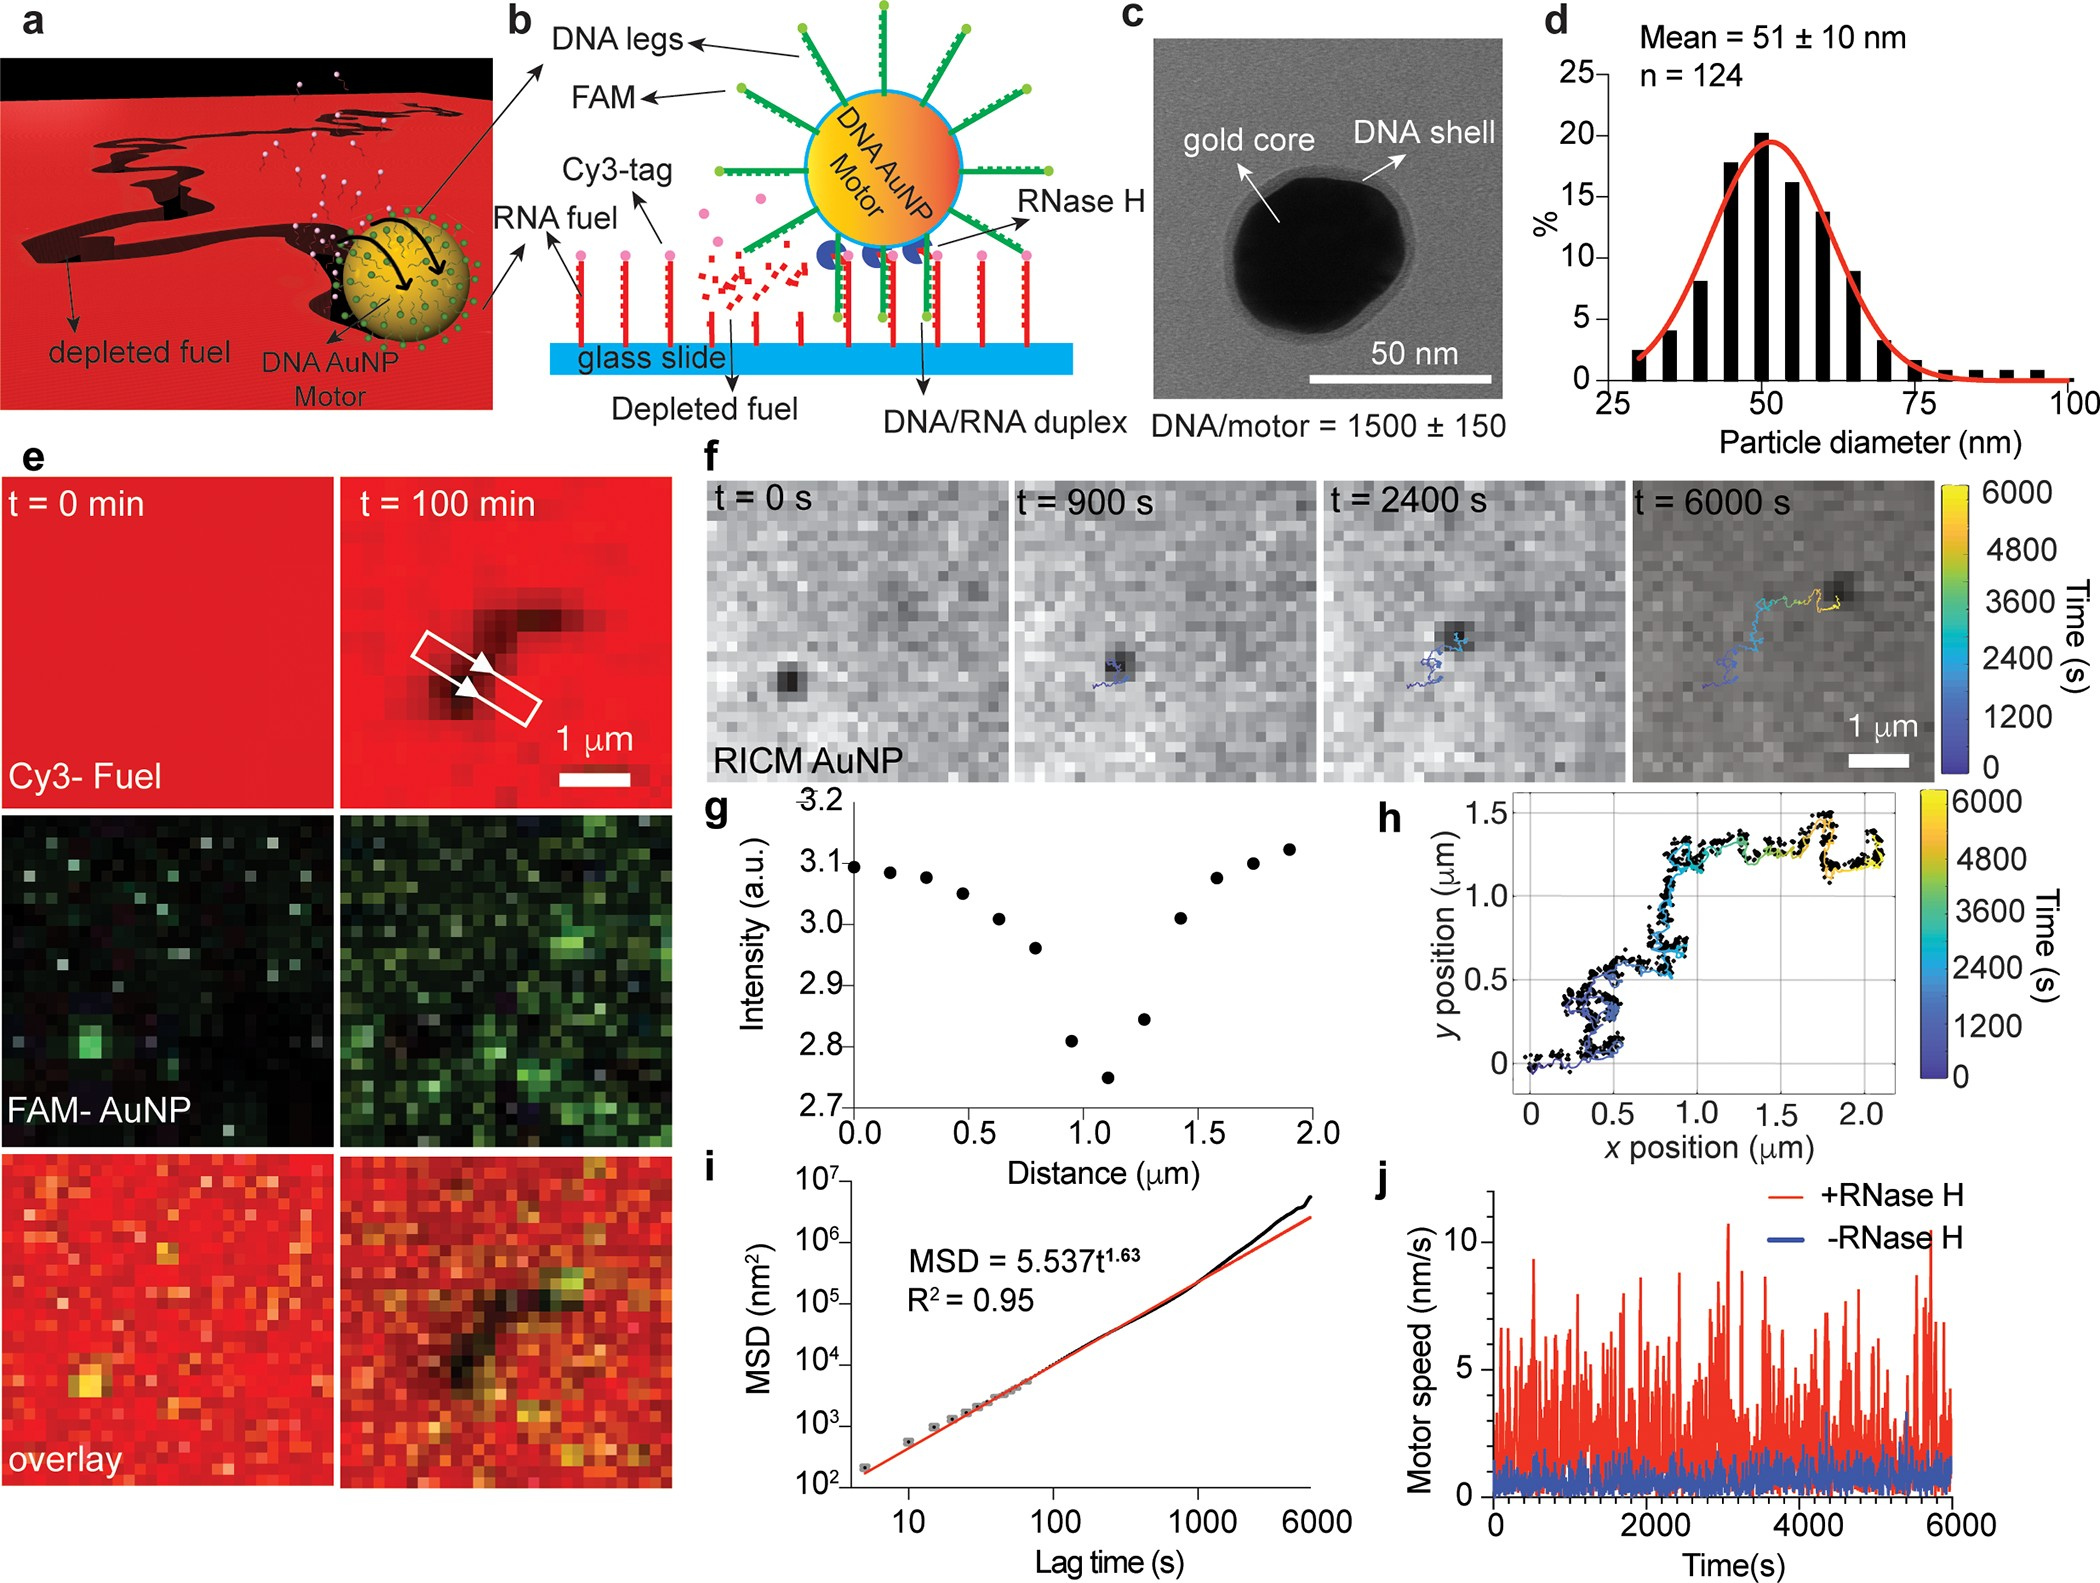 a
depleted fuel
DNA AuNP
Motor
b
DNA legs
FAM
Cy3-tag
RNA fuel
DNA AuNP
Motor
RNase H
glass slide
Depleted fuel
DNA/RNA duplex
c
gold core
DNA shell
50 nm
DNA/motor = 1500 ± 150
d
Mean = 51 ± 10 nm
n = 124
25
20
15
10
5
0
%
25
50
75
100
Particle diameter (nm)
e
t = 0 min
t = 100 min
Cy3- Fuel
1 μm
FAM- AuNP
overlay
f
t = 0 s
t = 900 s
t = 2400 s
t = 6000 s
RICM AuNP
1 μm
6000
4800
3600
2400
1200
0
Time (s)
g
3.2
3.1
3.0
2.9
2.8
2.7
Intensity (a.u.)
0.0
0.5
1.0
1.5
2.0
Distance (μm)
h
1.5
1.0
0.5
0
y position (μm)
0
0.5
1.0
1.5
2.0
x position (μm)
6000
4800
3600
2400
1200
0
Time (s)
i
10⁷
10⁶
10⁵
10⁴
10³
10²
MSD (nm²)
MSD = 5.537t¹·⁶³
R² = 0.95
10
100
1000
6000
Lag time (s)
j
+RNase H
-RNase H
10
5
0
Motor speed (nm/s)
0
2000
4000
6000
Time(s)